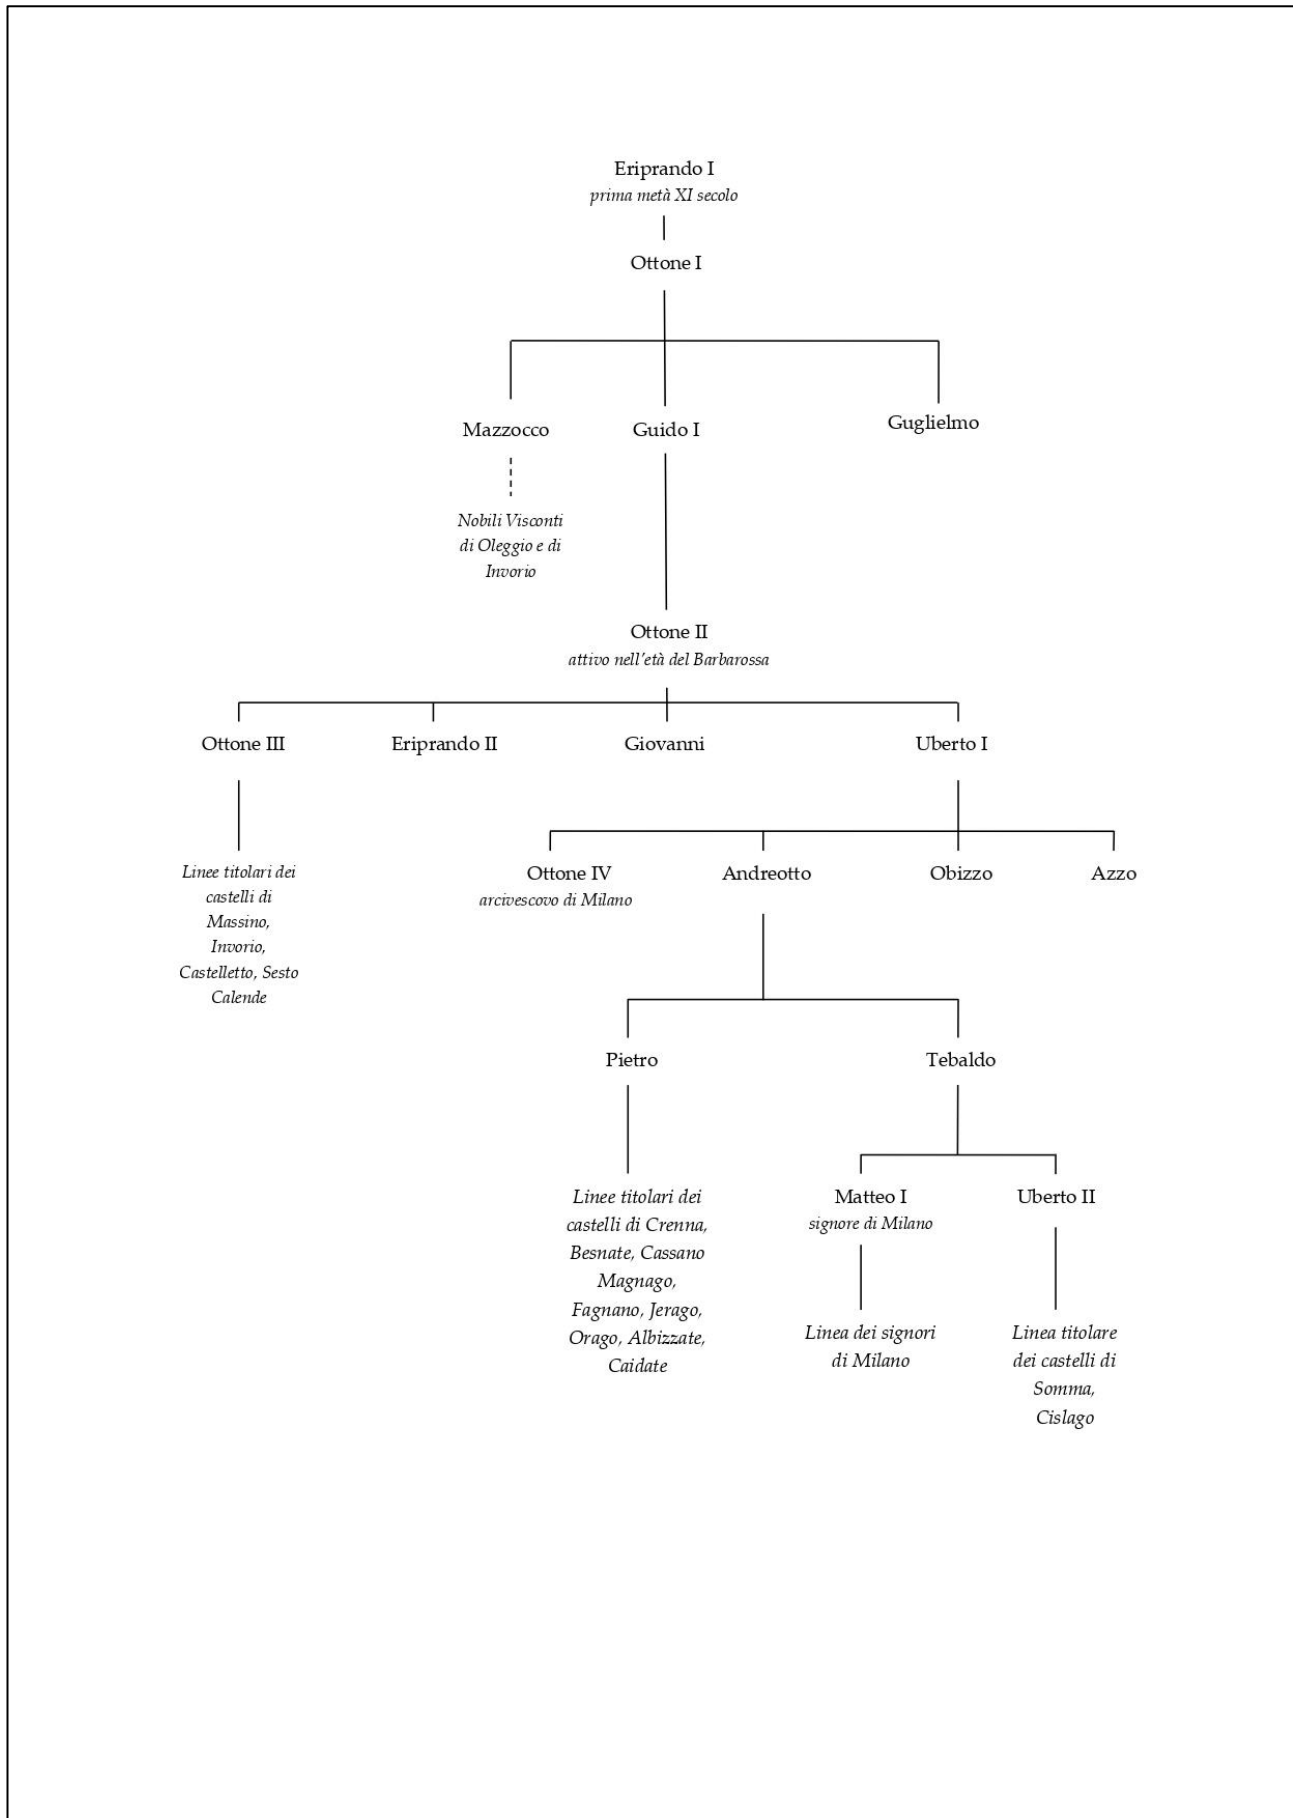 Eriprando I
prima metà XI secolo
Ottone I
Mazzocco
Guido I
Guglielmo
Nobili Visconti
di Oleggio e di
Invorio
Ottone II
attivo nell'età del Barbarossa
Ottone III
Eriprando II
Giovanni
Uberto I
Linee titolari dei
castelli di
Massino,
Invorio,
Castelletto, Sesto
Calende
Ottone IV
arcivescovo di Milano
Andreotto
Obizzo
Azzo
Pietro
Tebaldo
Linee titolari dei
castelli di Crenna,
Besnate, Cassano
Magnago,
Fagnano, Jerago,
Orago, Albizzate,
Caidate
Matteo I
signore di Milano
Uberto II
Linea dei signori
di Milano
Linea titolare
dei castelli di
Somma,
Cislago